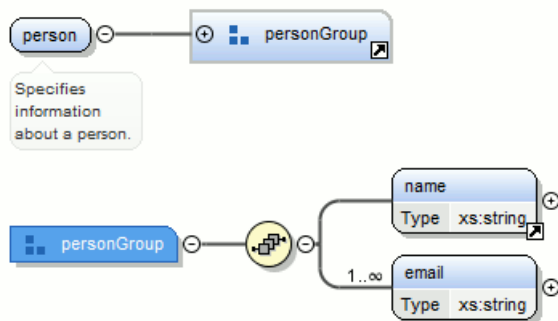 person
personGroup
Specifies
information
about a person.
name
Type xs:string
personGroup
1..∞
email
Type xs:string